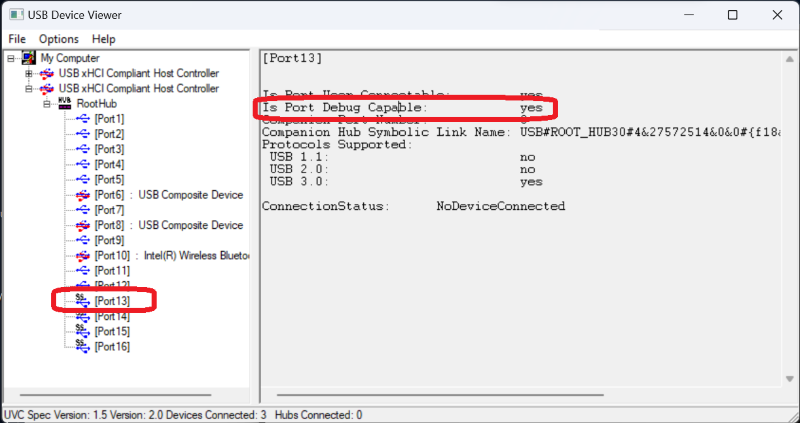 USB Device Viewer
File Options Help
My Computer
USB xHCI Compliant Host Controller
USB xHCI Compliant Host Controller
RootHub
[Port1]
[Port2]
[Port3]
[Port4]
[Port5]
[Port6] : USB Composite Device
[Port7]
[Port8] : USB Composite Device
[Port9]
[Port10] : Intel(R) Wireless Blueto
[Port11]
[Port12]
[Port13]
[Port14]
[Port15]
[Port16]
[Port13]
Is Port User Connectable: yes
Is Port Debug Capable: yes
Companion Port Number:
Companion Hub Symbolic Link Name: USB#ROOT_HUB30#4&27572514&0&0#{f18a
Protocols Supported:
USB 1.1: no
USB 2.0: no
USB 3.0: yes
ConnectionStatus: NoDeviceConnected
UVC Spec Version: 1.5 Version: 2.0 Devices Connected: 3 Hubs Connected: 0